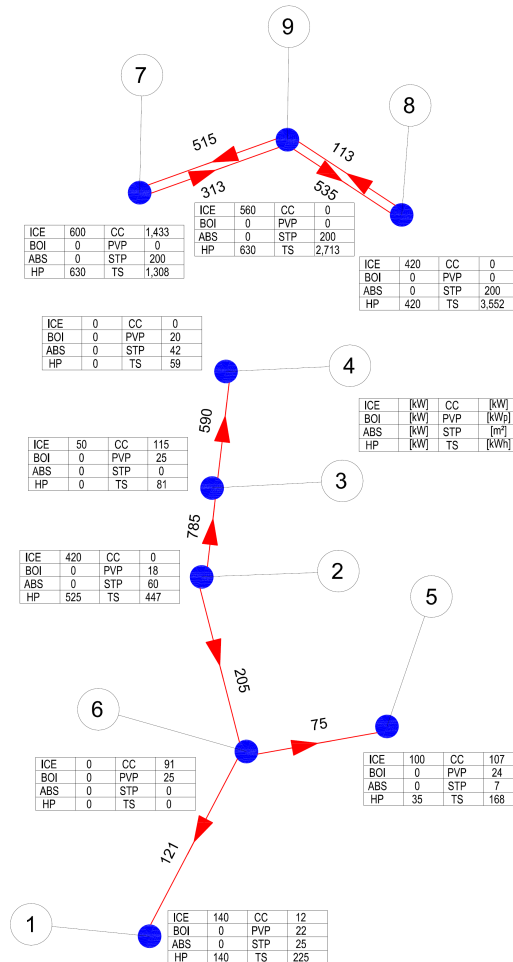 9
7
8
515
313
113
535
ICE 600 CC 1,433
BOI 0 PVP 0
ABS 0 STP 200
HP 630 TS 1,308
ICE 560 CC 0
BOI 0 PVP 0
ABS 0 STP 200
HP 630 TS 2,713
ICE 420 CC 0
BOI 0 PVP 0
ABS 0 STP 200
HP 420 TS 3,552
ICE 0 CC 0
BOI 0 PVP 20
ABS 0 STP 42
HP 0 TS 59
4
590
ICE [kW] CC [kW]
BOI [kW] PVP [kWp]
ABS [kW] STP [m²]
HP [kW] TS [kWh]
ICE 50 CC 115
BOI 0 PVP 25
ABS 0 STP 0
HP 0 TS 81
3
785
ICE 420 CC 0
BOI 0 PVP 18
ABS 0 STP 60
HP 525 TS 447
2
5
205
6
75
ICE 0 CC 91
BOI 0 PVP 25
ABS 0 STP 0
HP 0 TS 0
ICE 100 CC 107
BOI 0 PVP 24
ABS 0 STP 7
HP 35 TS 168
121
1
ICE 140 CC 12
BOI 0 PVP 22
ABS 0 STP 25
HP 140 TS 225